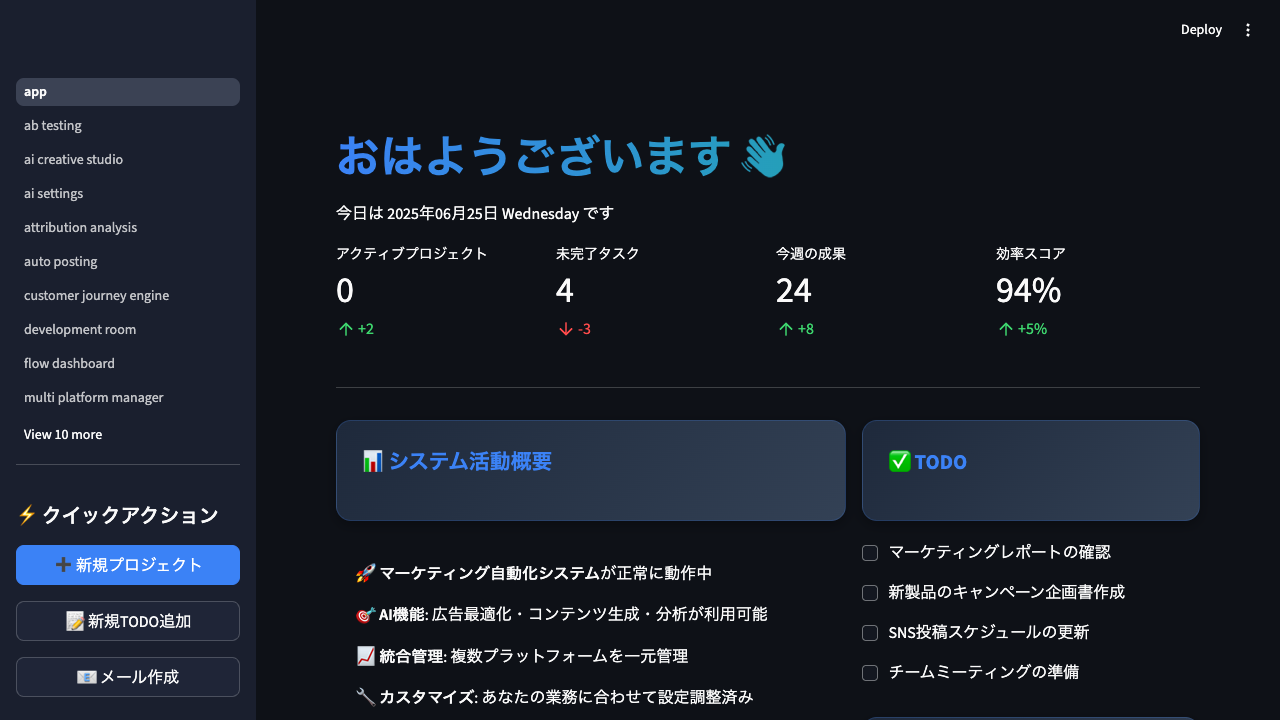 Deploy
app
ab testing
ai creative studio
ai settings
attribution analysis
auto posting
customer journey engine
development room
flow dashboard
multi platform manager
View 10 more
⚡ クイックアクション
➕ 新規プロジェクト
📝 新規TODO追加
📧 メール作成
おはようございます 👋
今日は 2025年06月25日 Wednesday です
アクティブプロジェクト
0
↑ +2
未完了タスク
4
↓ -3
今週の成果
24
↑ +8
効率スコア
94%
↑ +5%
📊 システム活動概要
🚀 マーケティング自動化システムが正常に動作中
🎯 AI機能: 広告最適化・コンテンツ生成・分析が利用可能
📈 統合管理: 複数プラットフォームを一元管理
🔧 カスタマイズ: あなたの業務に合わせて設定調整済み
✅ TODO
マーケティングレポートの確認
新製品のキャンペーン企画書作成
SNS投稿スケジュールの更新
チームミーティングの準備